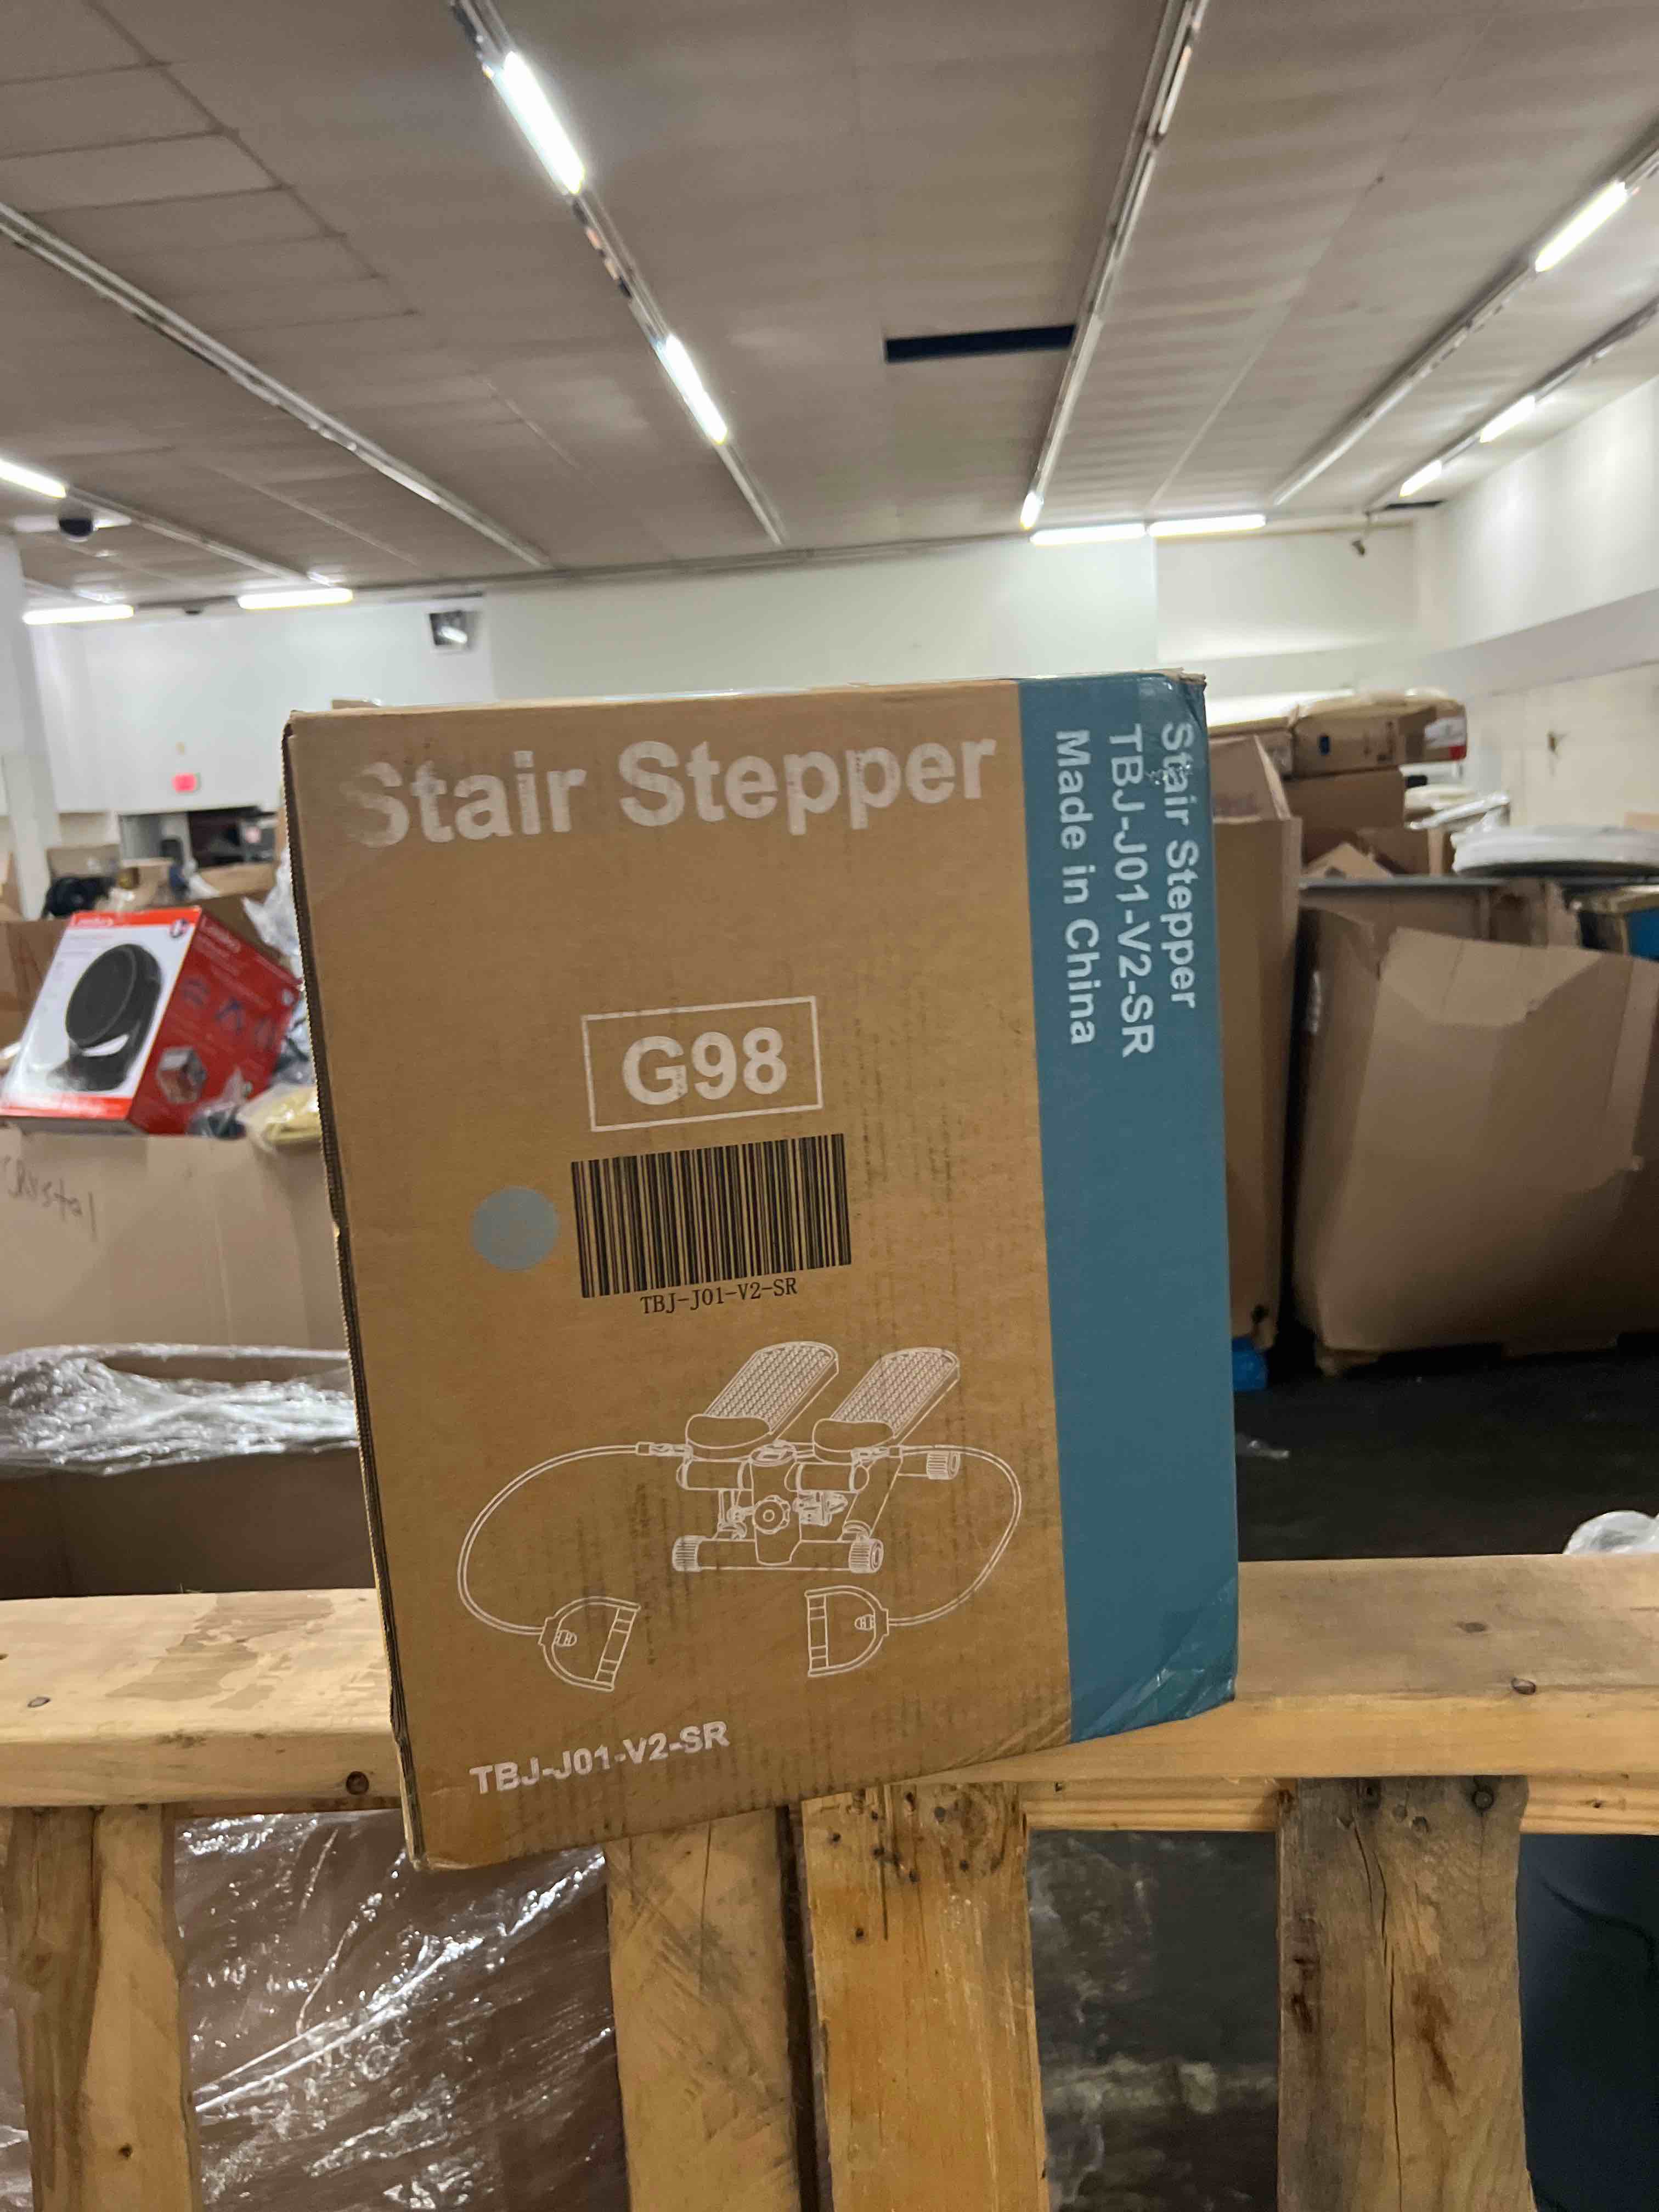 Stair Stepper
G98
TBJ-J01-V2-SR
TBJ-J01-V2-SR
Stair Stepper
TBJ-J01-V2-SR
Made in China
Crystal